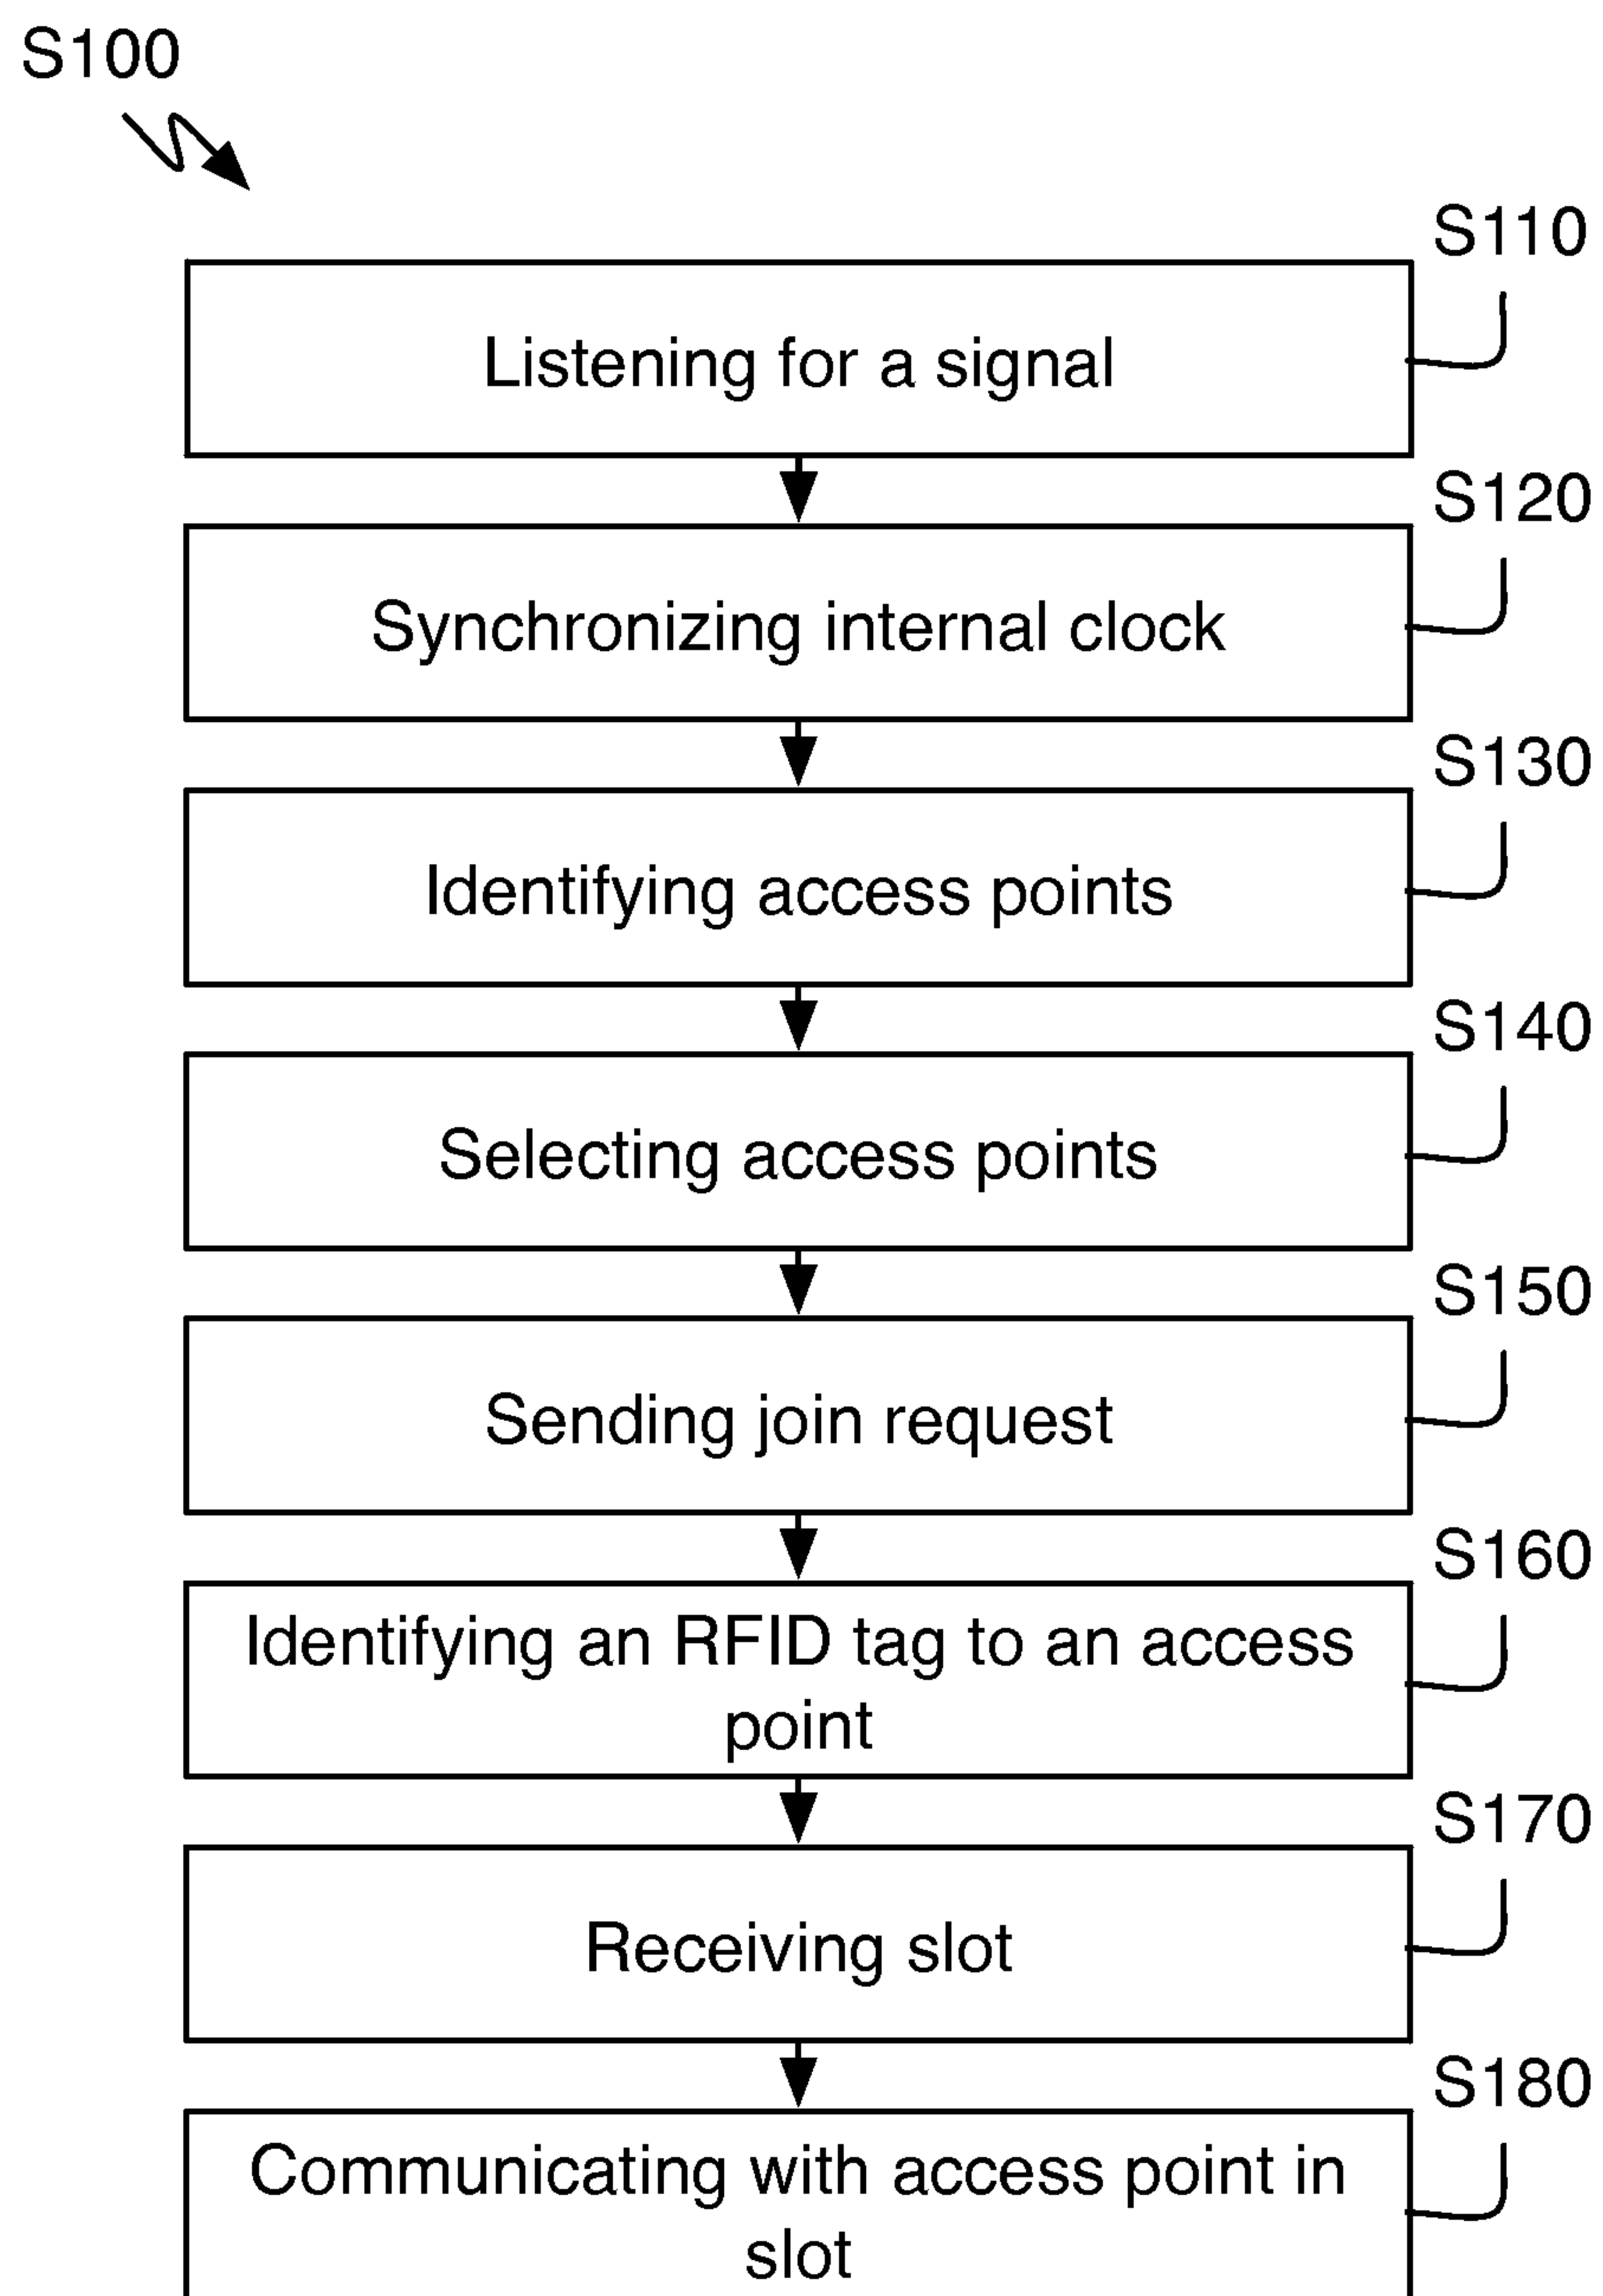 S100
S110
Listening for a signal
S120
Synchronizing internal clock
S130
Identifying access points
S140
Selecting access points
S150
Sending join request
S160
Identifying an RFID tag to an access
point
S170
Receiving slot
S180
Communicating with access point in
slot